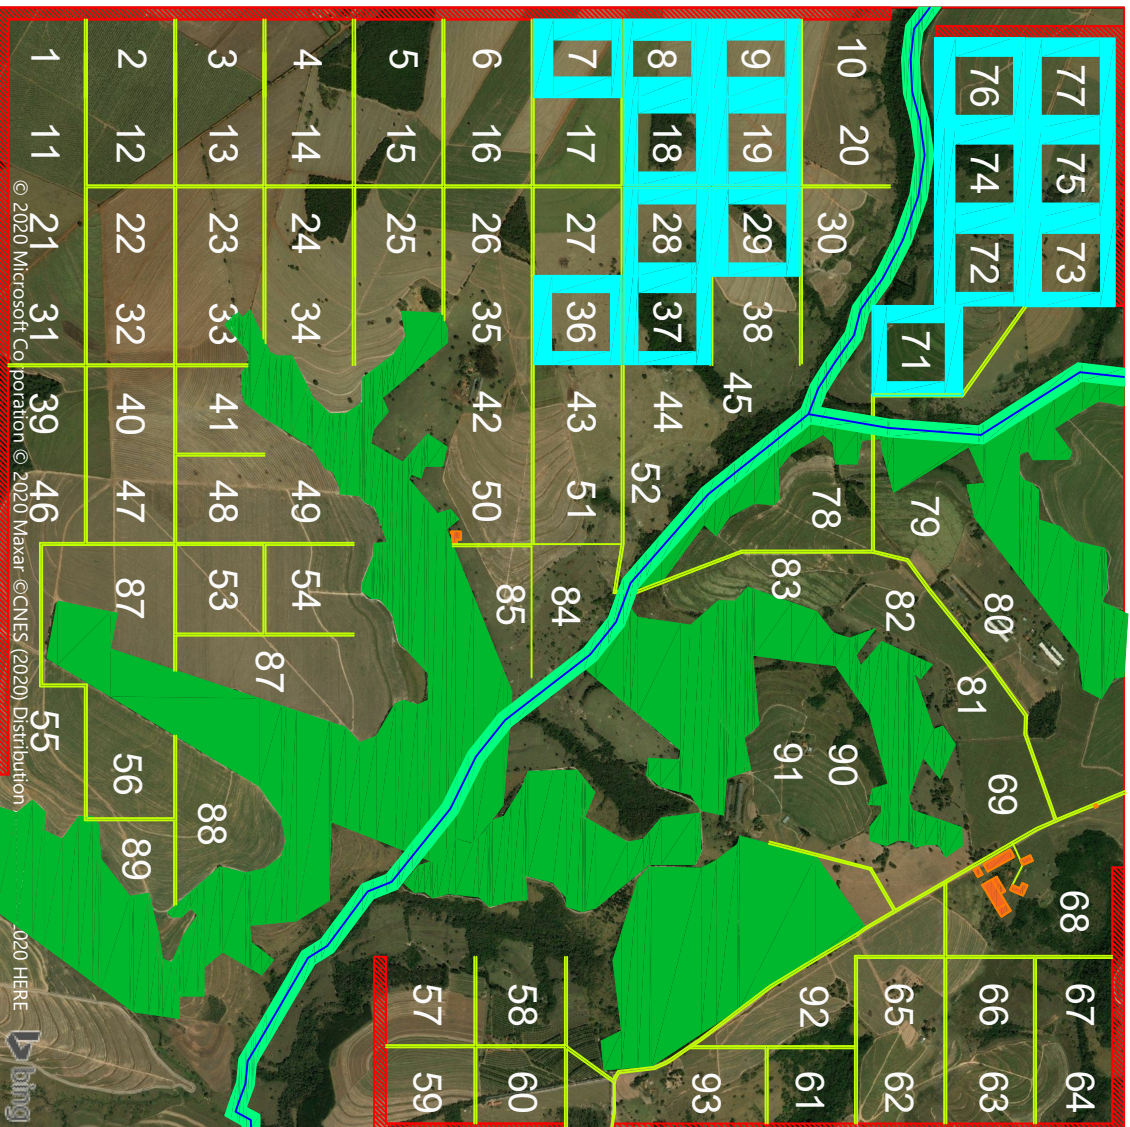 77 75 73 68 67 64
76 74 72 80 69 66 63
71 79 82 81 65 62
10 20 30 78 83 90 92 61
9 19 29 38 45 91 93
8 18 28 37 44 52
7 17 27 36 43 51 84
6 16 26 35 42 50 85 58 60
5 15 25 57 59
4 14 24 34 49 54 87
3 13 23 33 41 48 53 88
2 12 22 32 40 47 87 56 89
1 11 21 31 39 46 55
© 2020 Microsoft Corporation © 2020 Maxar ©CNES (2020) Distribution 020 HERE
bing